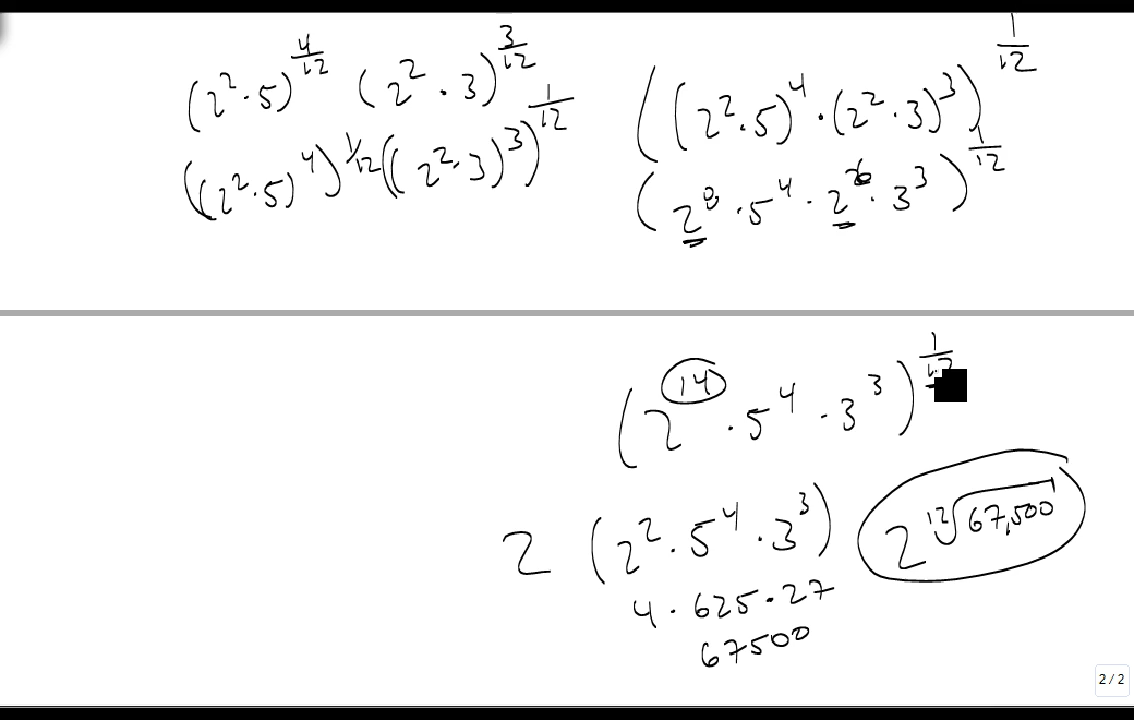 (2² · 5)^(4/12) (2² · 3)^(3/12)
((2² · 5)⁴)^(1/12) ((2² · 3)³)^(1/12)
((2² · 5)⁴ · (2² · 3)³)^(1/12)
(2⁸ · 5⁴ · 2⁶ · 3³)^(1/12)
(2¹⁴ · 5⁴ · 3³)^(1/12)
2 (2² · 5⁴ · 3³)
4 · 625 · 27
67500
2 ¹²√67,500
2 / 2